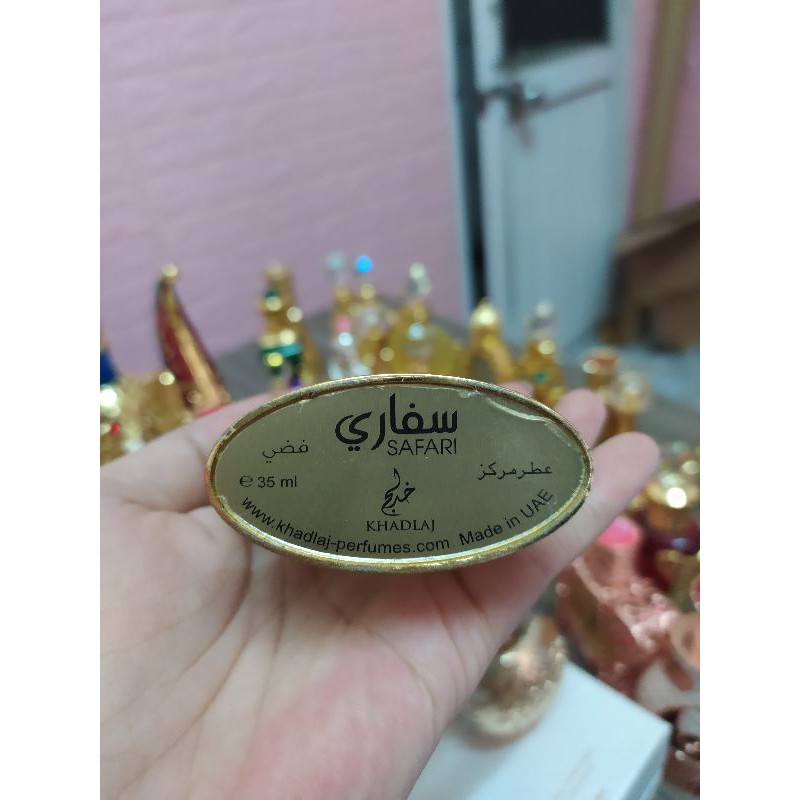 سفاري
SAFARI
فضي
عطر مركز
℮ 35 ml
خدلج
KHADLAJ
www.khadlaj-perfumes.com Made in UAE